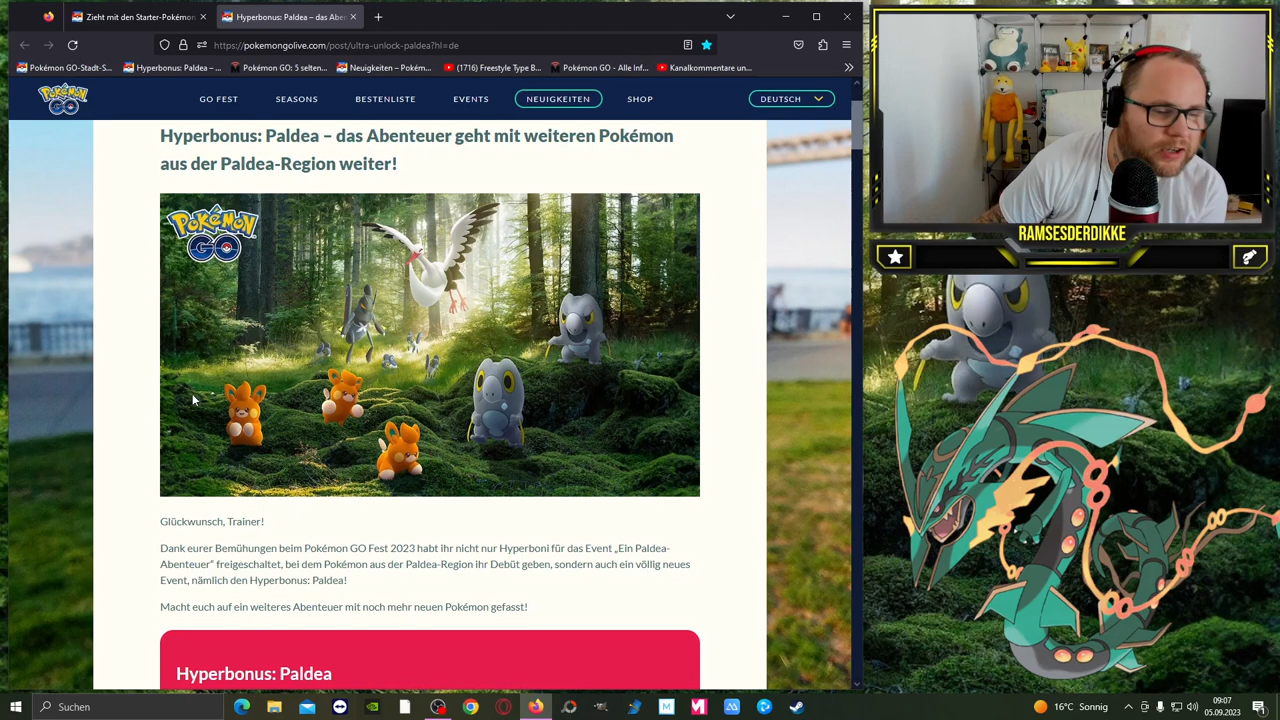 Zieht mit den Starter-Pokémon
Hyperbonus: Paldea – das Aben
https://pokemongolive.com/post/ultra-unlock-paldea?hl=de
Pokémon GO-Stadt-S...
Hyperbonus: Paldea – ...
Pokémon GO: 5 selten...
Neuigkeiten – Pokém...
(1716) Freestyle Type B...
Pokémon GO - Alle Inf...
Kanalkommentare un...
POKÉMON GO
GO FEST
SEASONS
BESTENLISTE
EVENTS
NEUIGKEITEN
SHOP
DEUTSCH
Hyperbonus: Paldea – das Abenteuer geht mit weiteren Pokémon
aus der Paldea-Region weiter!
POKÉMON
GO
Glückwunsch, Trainer!
Dank eurer Bemühungen beim Pokémon GO Fest 2023 habt ihr nicht nur Hyperboni für das Event „Ein Paldea-
Abenteuer“ freigeschaltet, bei dem Pokémon aus der Paldea-Region ihr Debüt geben, sondern auch ein völlig neues
Event, nämlich den Hyperbonus: Paldea!
Macht euch auf ein weiteres Abenteuer mit noch mehr neuen Pokémon gefasst!
Hyperbonus: Paldea
RAMSESDERDIKKE
Suchen
16°C Sonnig
09:07
05.09.2023